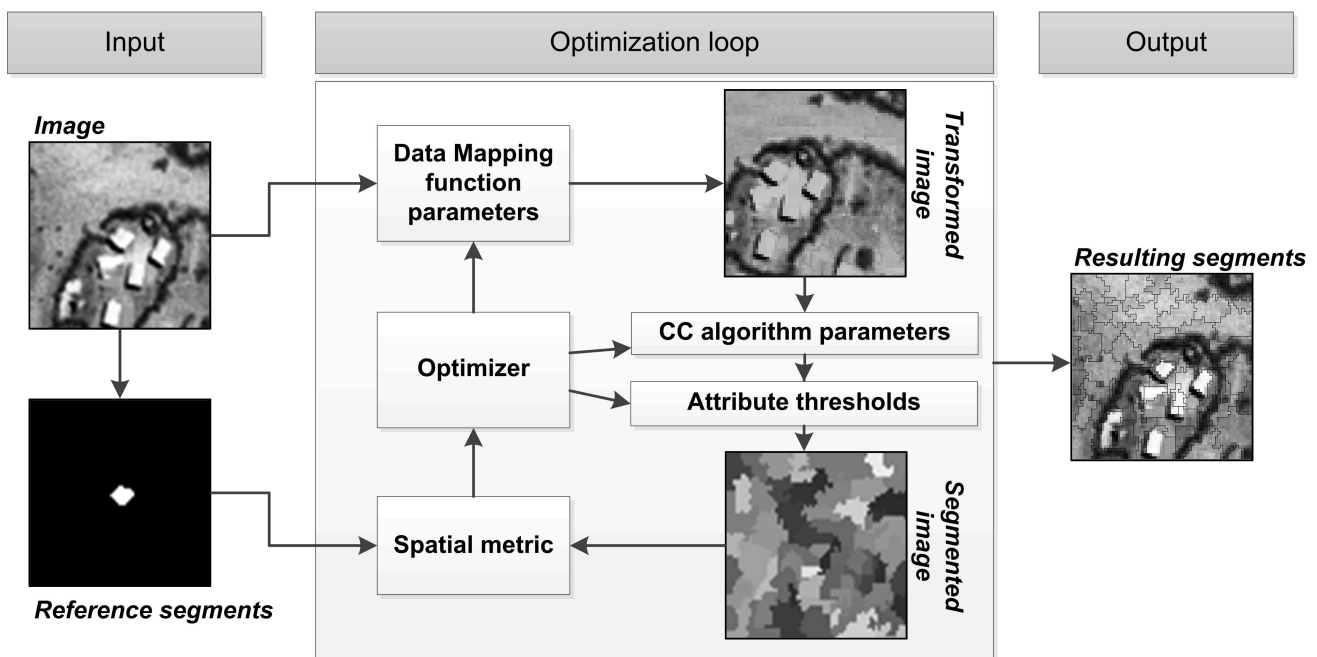 Input
Optimization loop
Output
Image
Data Mapping
function
parameters
Transformed
image
Resulting segments
CC algorithm parameters
Optimizer
Attribute thresholds
Spatial metric
Segmented
image
Reference segments